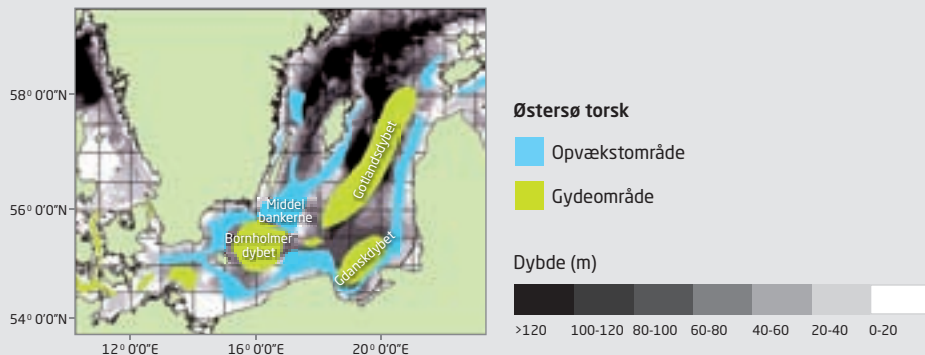 58° 0'0"N
56° 0'0"N
54° 0'0"N
12° 0'0"E
16° 0'0"E
20° 0'0"E
Gotlandsdybet
Middel
bankerne
Bornholmer
dybet
Gdanskdybet
Østersø torsk
Opvækstområde
Gydeområde
Dybde (m)
>120 100-120 80-100 60-80 40-60 20-40 0-20